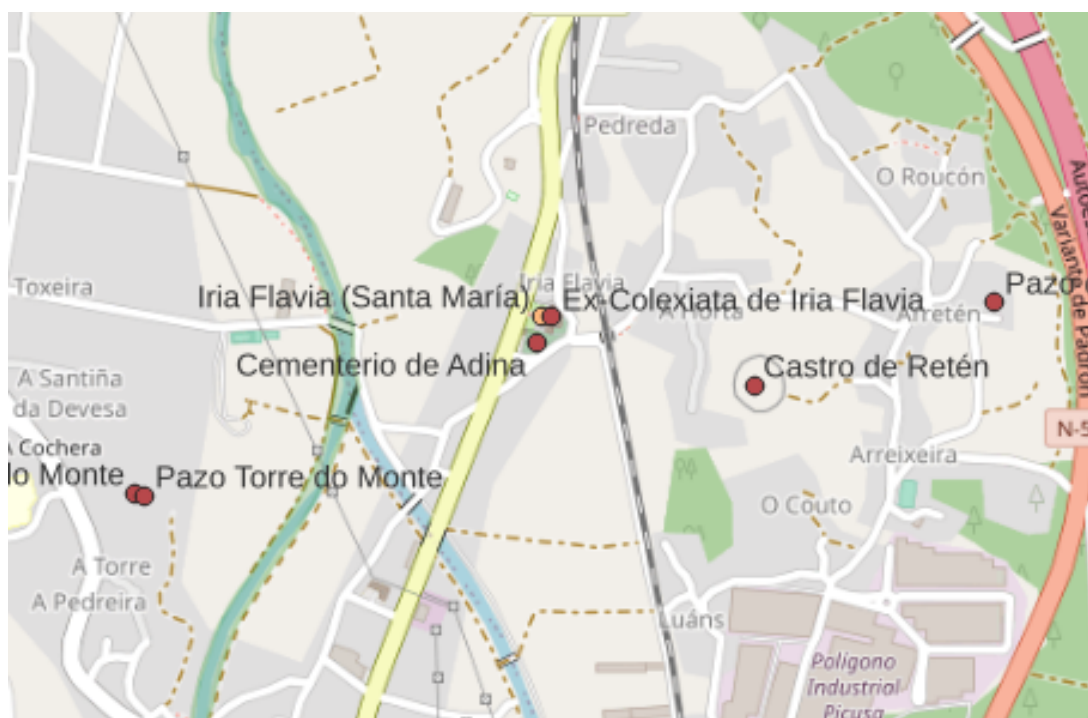 Pedreda
O Roucón
Autoes
Variante de Padrón
Toxeira
Iria Flavia
Iria Flavia (Santa María)
Ex-Colexiata de Iria Flavia
A Horta
Arretén
Pazo
Cementerio de Adina
Castro de Retén
A Santiña
da Devesa
A Cochera
N-5
Arreixeira
lo Monte
Pazo Torre do Monte
O Couto
A Torre
A Pedreira
Luáns
Polígono
Industrial
Picusa